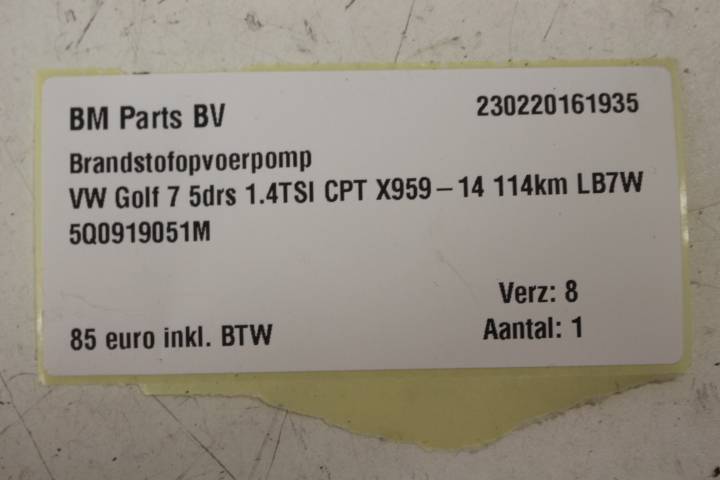 BM Parts BV 230220161935
Brandstofopvoerpomp
VW Golf 7 5drs 1.4TSI CPT X959-14 114km LB7W
5Q0919051M
Verz: 8
85 euro inkl. BTW Aantal: 1